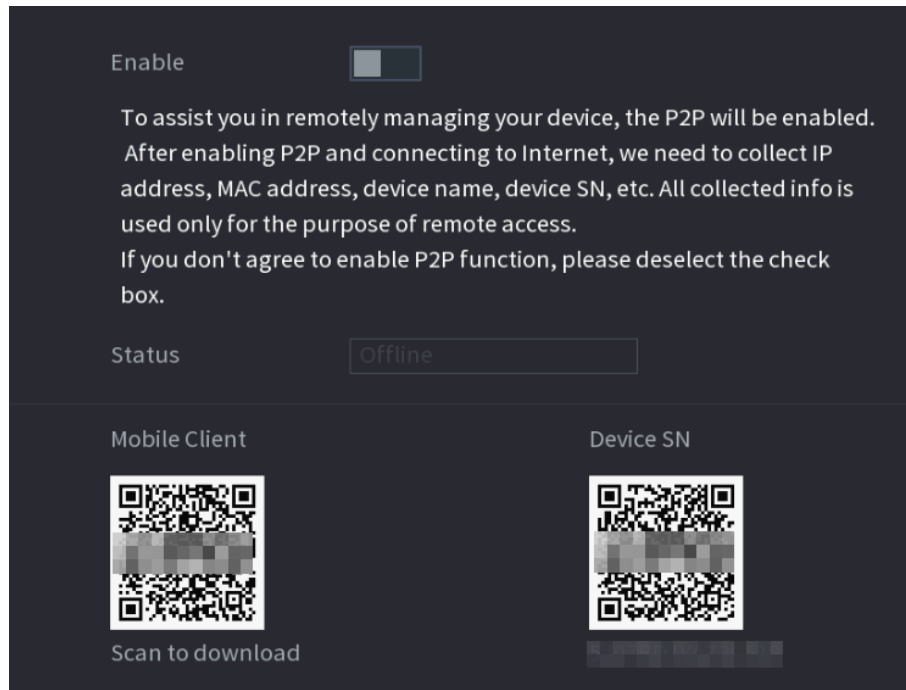 Enable
To assist you in remotely managing your device, the P2P will be enabled.
After enabling P2P and connecting to Internet, we need to collect IP
address, MAC address, device name, device SN, etc. All collected info is
used only for the purpose of remote access.
If you don't agree to enable P2P function, please deselect the check
box.
Status
Offline
Mobile Client
Device SN
Scan to download